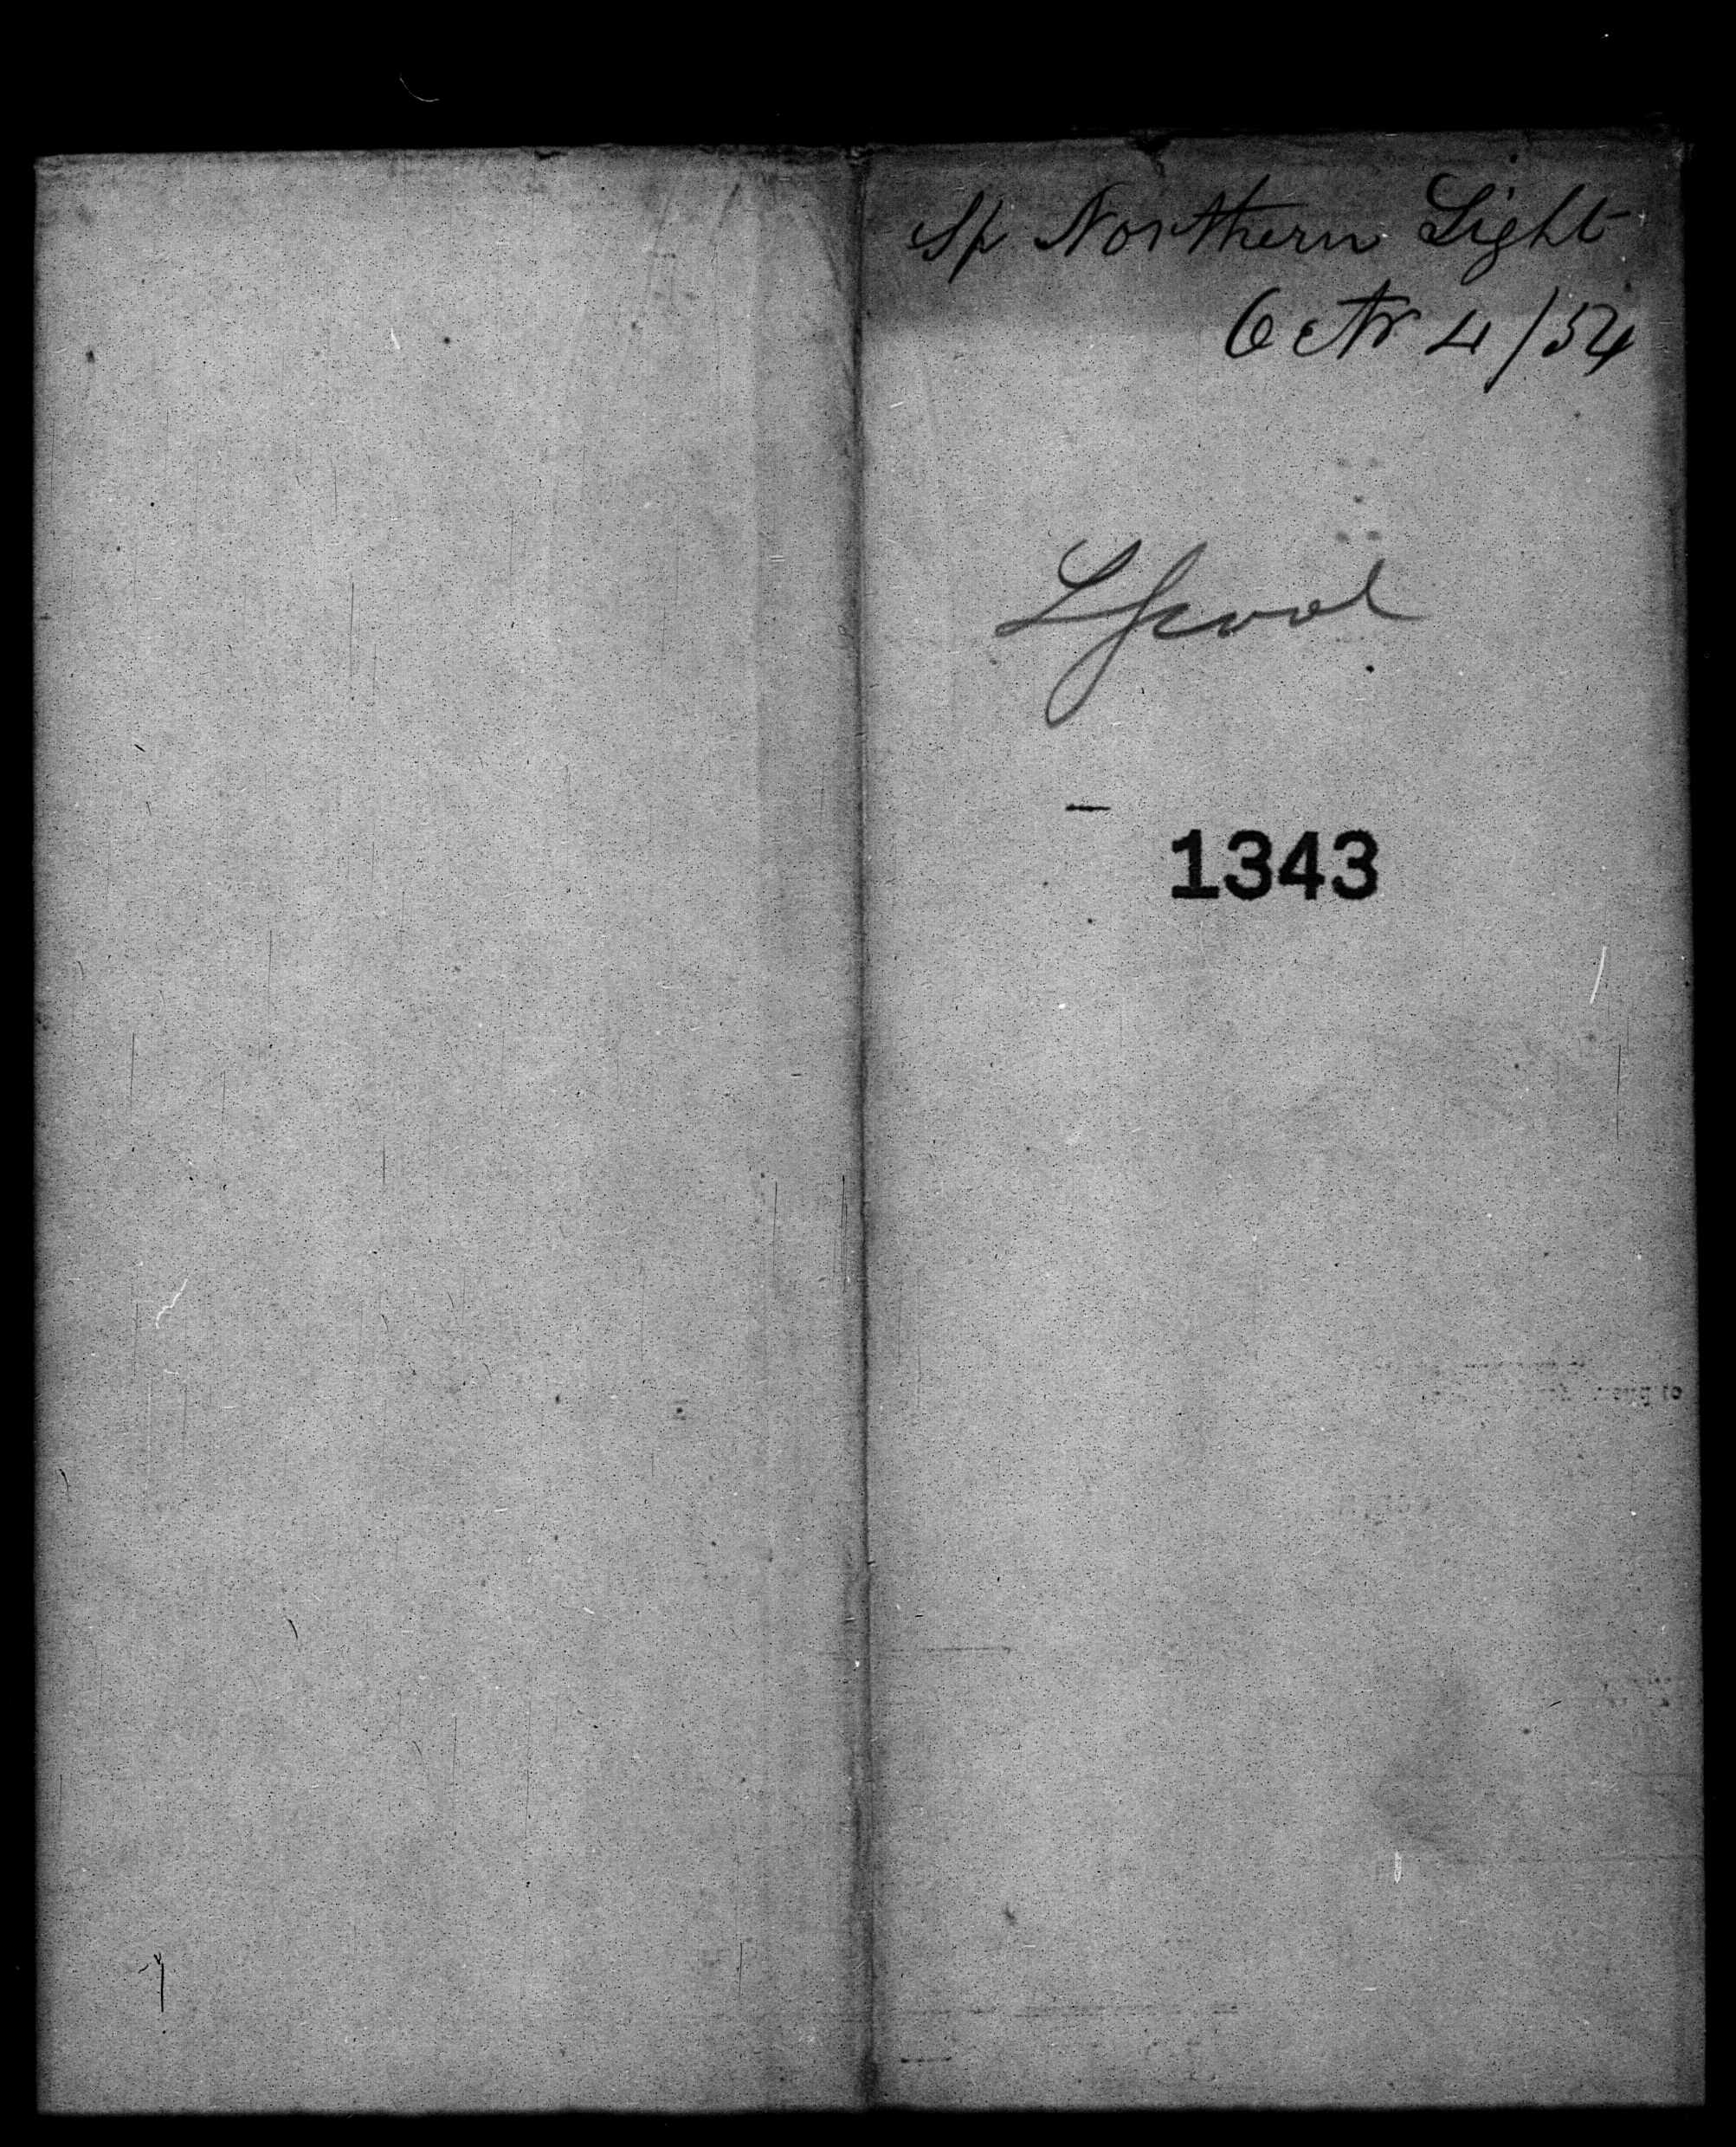 Sp Northern Light
Octr 4/54
Lpool
1343